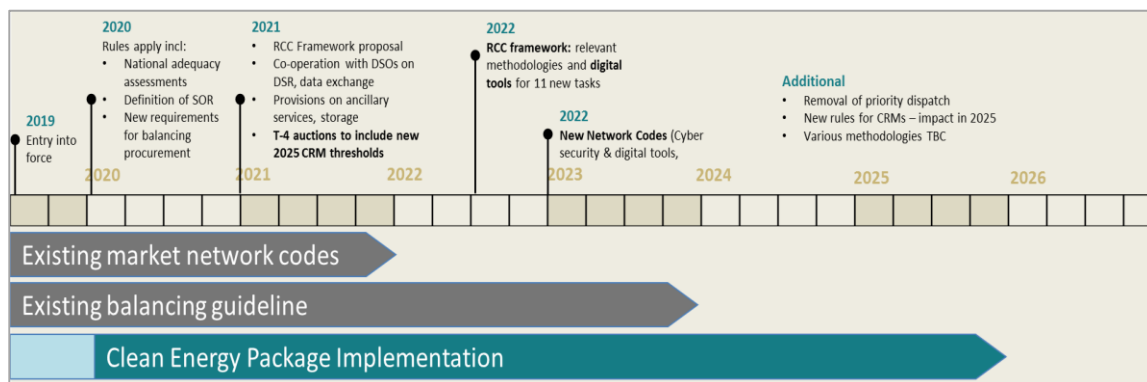 2019
Entry into
force
2020
Rules apply incl:
• National adequacy
assessments
• Definition of SOR
• New requirements
for balancing
procurement
2021
• RCC Framework proposal
• Co-operation with DSOs on
DSR, data exchange
• Provisions on ancillary
services, storage
• T-4 auctions to include new
2025 CRM thresholds
2022
RCC framework: relevant
methodologies and digital
tools for 11 new tasks
2022
New Network Codes (Cyber
security & digital tools,
Additional
• Removal of priority dispatch
• New rules for CRMs – impact in 2025
• Various methodologies TBC
2020
2021
2022
2023
2024
2025
2026
Existing market network codes
Existing balancing guideline
Clean Energy Package Implementation